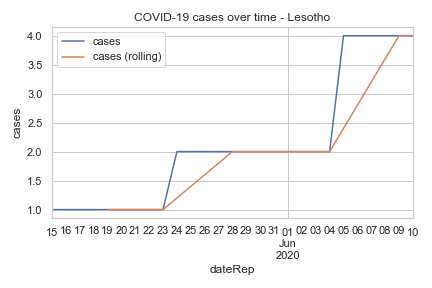 COVID-19 cases over time - Lesotho
cases
cases (rolling)
4.0
3.5
3.0
2.5
2.0
1.5
1.0
cases
15 16 17 18 19 20 21 22 23 24 25 26 27 28 29 30 31 01 02 03 04 05 06 07 08 09 10
Jun
2020
dateRep